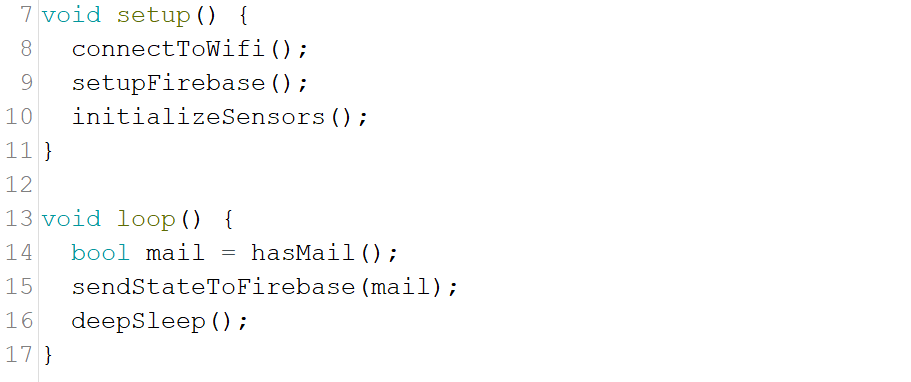 7 void setup() {
8   connectToWifi();
9   setupFirebase();
10   initializeSensors();
11 }
12
13 void loop() {
14   bool mail = hasMail();
15   sendStateToFirebase(mail);
16   deepSleep();
17 }